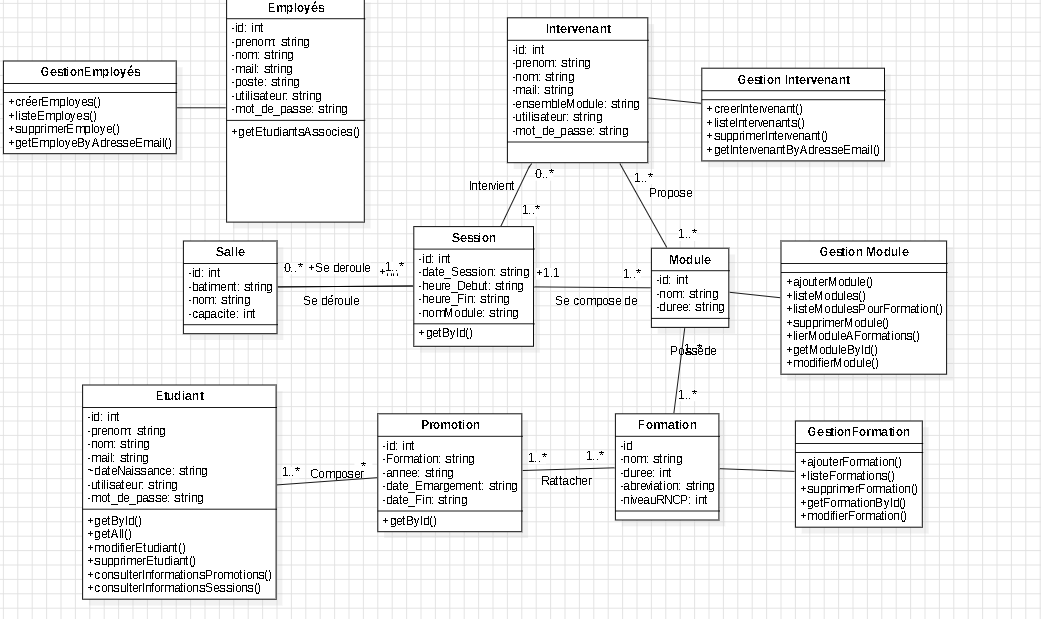 Employés
-id: int
-prenom: string
-nom: string
-mail: string
-poste: string
-utilisateur: string
-mot_de_passe: string
+getEtudiantsAssocies()
GestionEmployés
+créerEmployes()
+listeEmployes()
+supprimerEmploye()
+getEmployeByAdresseEmail()
Intervenant
-id: int
-prenom: string
-nom: string
-mail: string
-ensembleModule: string
-utilisateur: string
-mot_de_passe: string
Gestion Intervenant
+creerIntervenant()
+listeIntervenants()
+supprimerIntervenant()
+getIntervenantByAdresseEmail()
0..*
Intervient
1..*
1..*
Propose
1..*
Salle
-id: int
-batiment: string
-nom: string
-capacite: int
0..* +Se deroule 1..*
Se déroule
Session
-id: int
-date_Session: string
-heure_Debut: string
-heure_Fin: string
-nomModule: string
+getById()
+1.1
1..*
Se compose de
Module
-id: int
-nom: string
-duree: string
Gestion Module
+ajouterModule()
+listeModules()
+listeModulesPourFormation()
+supprimerModule()
+lierModuleAFormations()
+getModuleById()
+modifierModule()
1..*
Possède
1..*
Etudiant
-id: int
-prenom: string
-nom: string
-mail: string
~dateNaissance: string
-utilisateur: string
-mot_de_passe: string
+getById()
+getAll()
+modifierEtudiant()
+supprimerEtudiant()
+consulterInformationsPromotions()
+consulterInformationsSessions()
1..* Composer *
Promotion
-id: int
-Formation: string
-annee: string
-date_Emargement: string
-date_Fin: string
+getById()
1..*
1..*
Rattacher
Formation
-id
-nom: string
-duree: int
-abreviation: string
-niveauRNCP: int
GestionFormation
+ajouterFormation()
+listeFormations()
+supprimerFormation()
+getFormationById()
+modifierFormation()